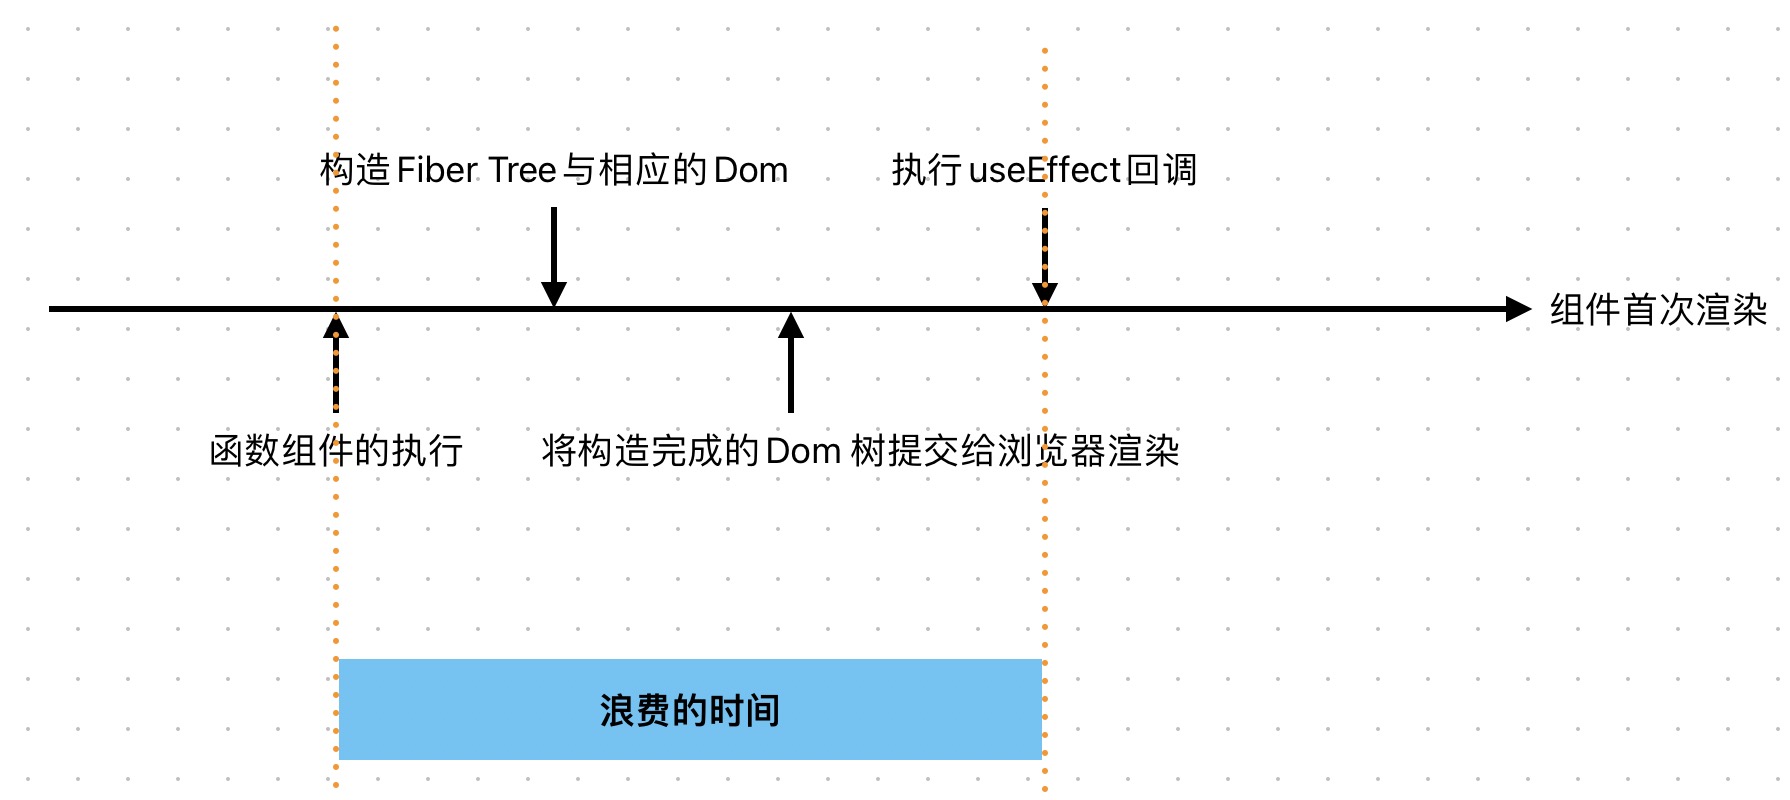 构造 Fiber Tree 与相应的 Dom
执行 useEffect 回调
组件首次渲染
函数组件的执行
将构造完成的 Dom 树提交给浏览器渲染
浪费的时间